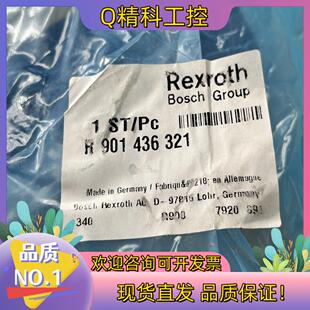 Q精科工控
Rexroth
Bosch Group
1 ST/Pc
R 901 436 321
Made in Germany / Fabriqu&#218; en Allemagne
Bosch Rexroth AG, D-97816 Lohr, Germany
340 R900 7920
品质
NO.1
欢迎咨询可开发票
现货直发 品质保证!